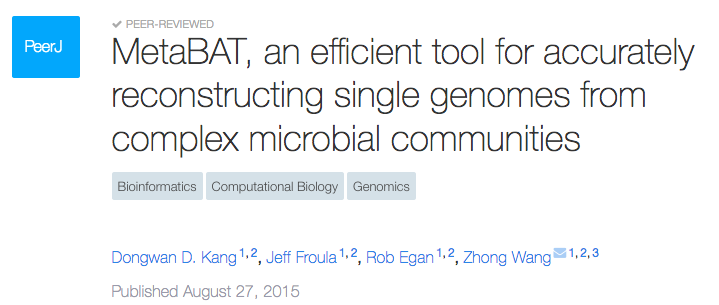 PeerJ
✔ PEER-REVIEWED
MetaBAT, an efficient tool for accurately
reconstructing single genomes from
complex microbial communities
Bioinformatics Computational Biology Genomics
Dongwan D. Kang 1, 2, Jeff Froula 1, 2, Rob Egan 1, 2, Zhong Wang 1, 2, 3
Published August 27, 2015